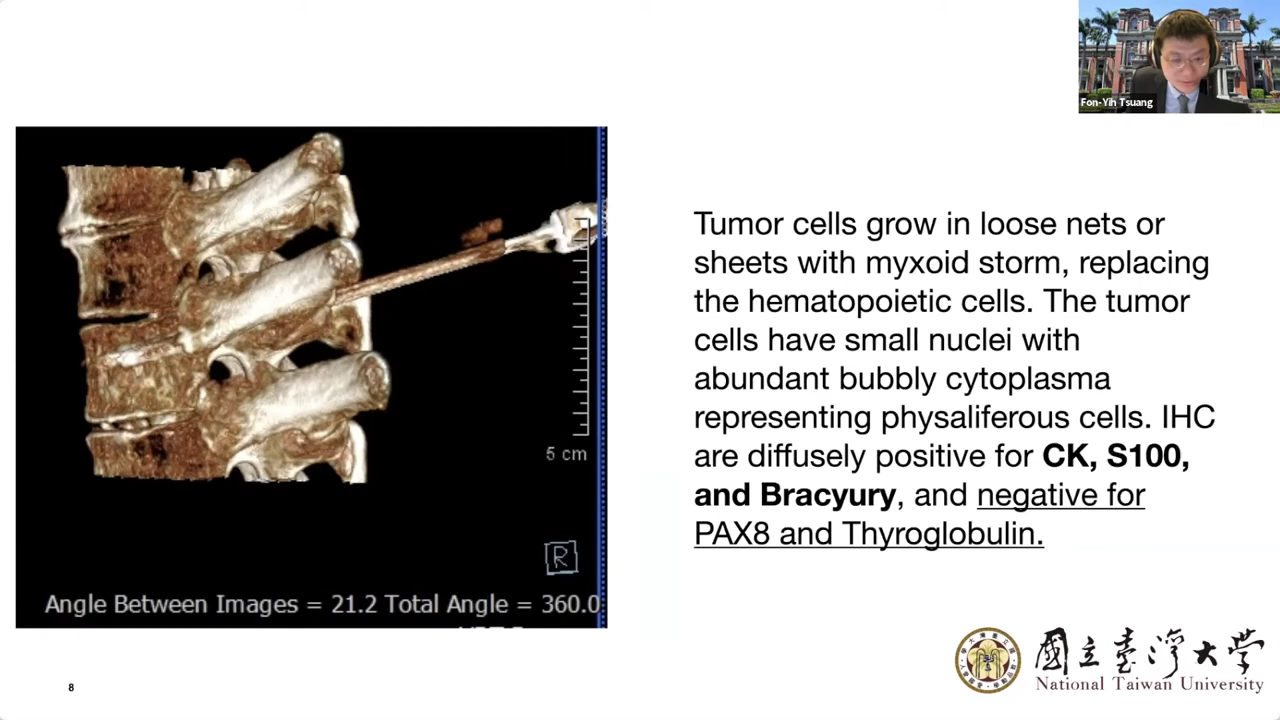 Fon-Yih Tsuang
Tumor cells grow in loose nets or
sheets with myxoid storm, replacing
the hematopoietic cells. The tumor
cells have small nuclei with
abundant bubbly cytoplasma
representing physaliferous cells. IHC
are diffusely positive for CK, S100,
and Bracyury, and negative for
PAX8 and Thyroglobulin.
5 cm
R
Angle Between Images = 21.2 Total Angle = 360.0
國立臺灣大學
National Taiwan University
8